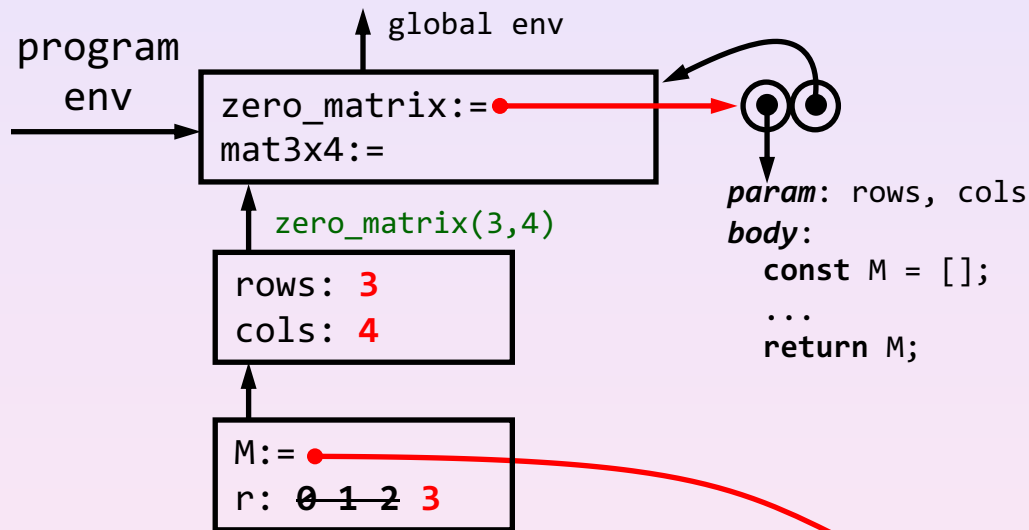 global env
program
env
zero_matrix:=
mat3x4:=
param: rows, cols
body:
const M = [];
...
return M;
zero_matrix(3,4)
rows: 3
cols: 4
M:=
r: 0 1 2 3